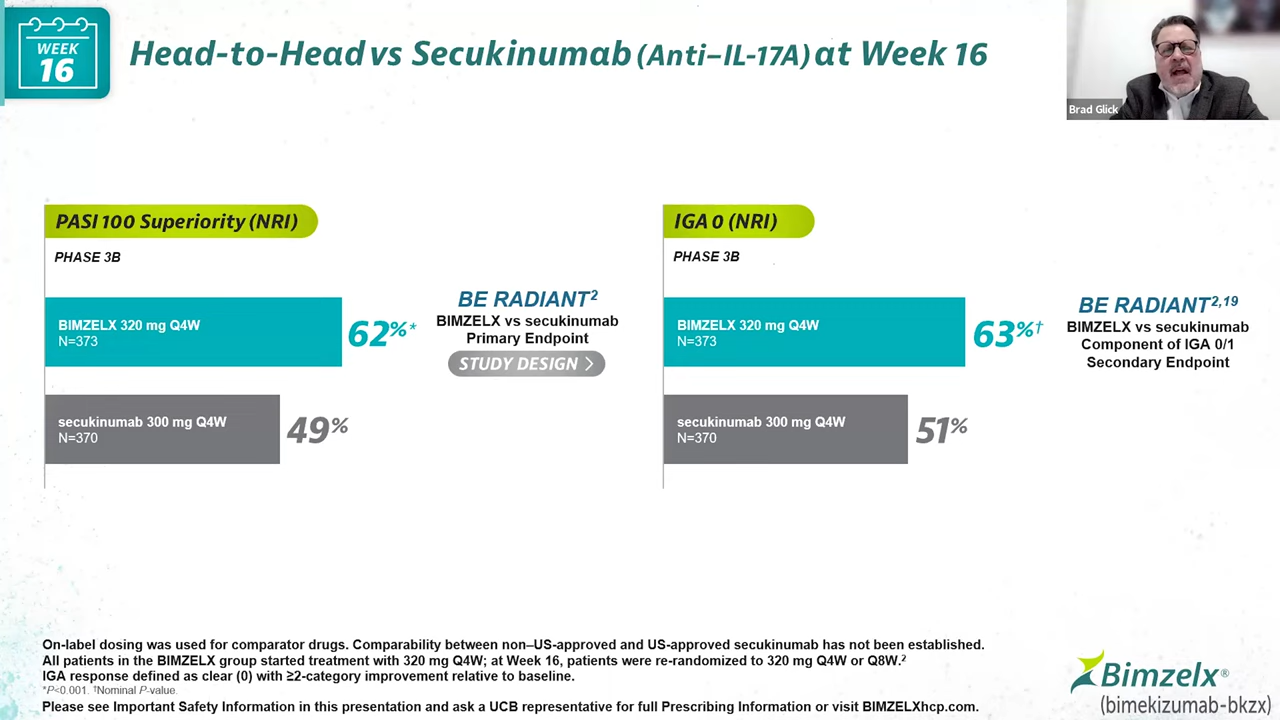 WEEK
16
Head-to-Head vs Secukinumab (Anti–IL-17A) at Week 16
Brad Glick
PASI 100 Superiority (NRI)
PHASE 3B
BIMZELX 320 mg Q4W
N=373
62%*
secukinumab 300 mg Q4W
N=370
49%
BE RADIANT2
BIMZELX vs secukinumab
Primary Endpoint
STUDY DESIGN >
IGA 0 (NRI)
PHASE 3B
BIMZELX 320 mg Q4W
N=373
63%†
secukinumab 300 mg Q4W
N=370
51%
BE RADIANT2,19
BIMZELX vs secukinumab
Component of IGA 0/1
Secondary Endpoint
On-label dosing was used for comparator drugs. Comparability between non–US-approved and US-approved secukinumab has not been established.
All patients in the BIMZELX group started treatment with 320 mg Q4W; at Week 16, patients were re-randomized to 320 mg Q4W or Q8W.2
IGA response defined as clear (0) with ≥2-category improvement relative to baseline.
*P<0.001. †Nominal P-value.
Please see Important Safety Information in this presentation and ask a UCB representative for full Prescribing Information or visit BIMZELXhcp.com.
Bimzelx®
(bimekizumab-bkzx)